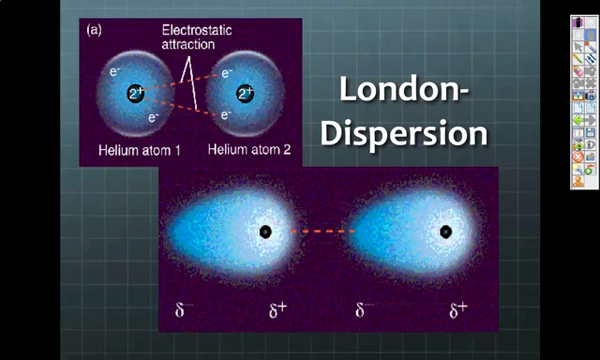 (a)
Electrostatic
attraction
e⁻
2⁺
e⁻
e⁻
2⁺
e⁻
Helium atom 1
Helium atom 2
London-
Dispersion
δ⁻ δ⁺ δ⁻ δ⁺